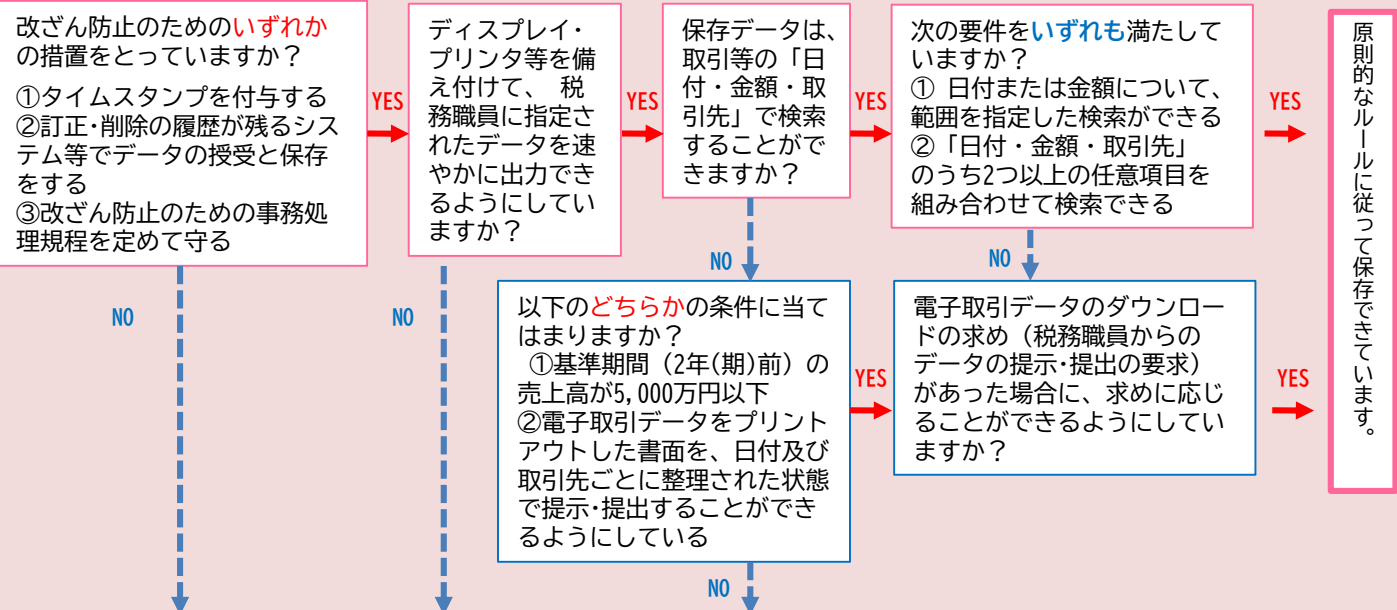 改ざん防止のためのいずれか
の措置をとっていますか？
①タイムスタンプを付与する
②訂正･削除の履歴が残るシス
テム等でデータの授受と保存
をする
③改ざん防止のための事務処
理規程を定めて守る
YES
ディスプレイ・
プリンタ等を備
え付けて、 税
務職員に指定さ
れたデータを速
やかに出力でき
るようにしてい
ますか？
YES
保存データは、
取引等の「日
付・金額・取
引先」で検索
することがで
きますか？
YES
次の要件をいずれも満たして
いますか？
① 日付または金額について、
範囲を指定した検索ができる
②「日付・金額・取引先」
のうち2つ以上の任意項目を
組み合わせて検索できる
YES
原則的なルールに従って保存できています。
NO
NO
NO
NO
以下のどちらかの条件に当て
はまりますか？
①基準期間（2年(期)前）の
売上高が5,000万円以下
②電子取引データをプリント
アウトした書面を、日付及び
取引先ごとに整理された状態
で提示･提出することができ
るようにしている
YES
電子取引データのダウンロー
ドの求め（税務職員からの
データの提示･提出の要求）
があった場合に、求めに応じ
ることができるようにしてい
ますか？
YES
NO